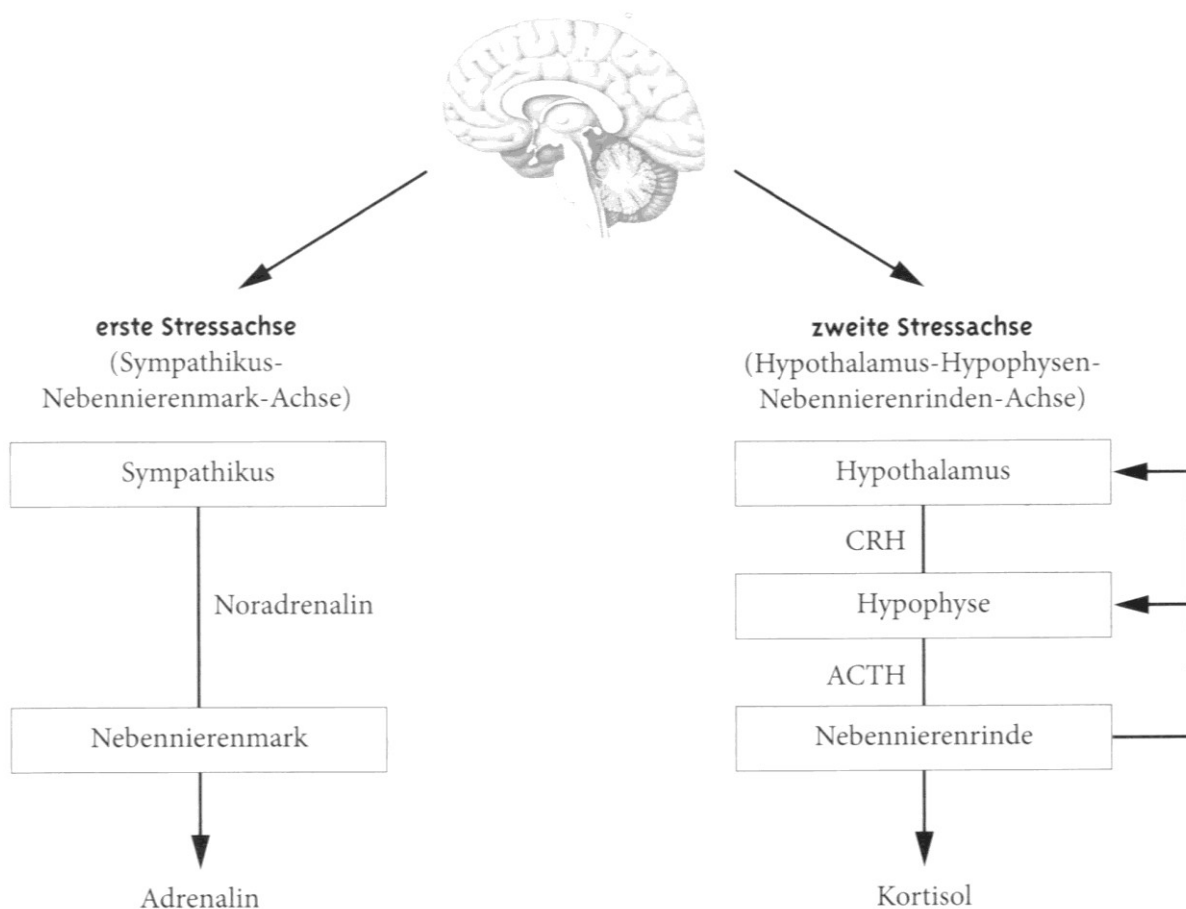 erste Stressachse
(Sympathikus-
Nebennierenmark-Achse)
Sympathikus
Noradrenalin
Nebennierenmark
Adrenalin
zweite Stressachse
(Hypothalamus-Hypophysen-
Nebennierenrinden-Achse)
Hypothalamus
CRH
Hypophyse
ACTH
Nebennierenrinde
Kortisol